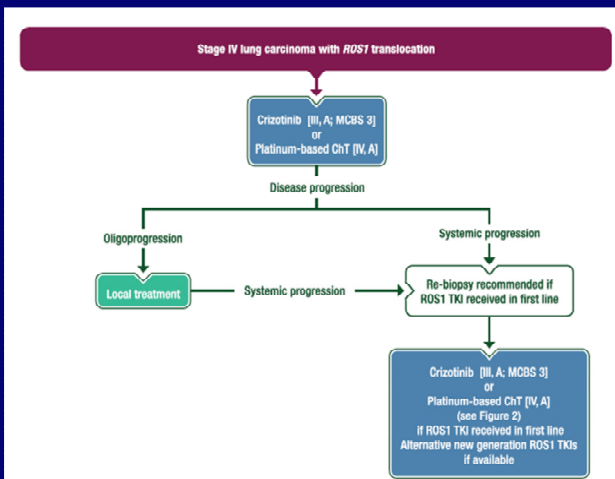 Stage IV lung carcinoma with ROS1 translocation
Crizotinib [III, A; MCBS 3]
or
Platinum-based ChT [IV, A]
Disease progression
Oligoprogression
Systemic progression
Local treatment
Systemic progression
Re-biopsy recommended if
ROS1 TKI received in first line
Crizotinib [III, A; MCBS 3]
or
Platinum-based ChT [IV, A]
(see Figure 2)
if ROS1 TKI received in first line
Alternative new generation ROS1 TKIs
if available